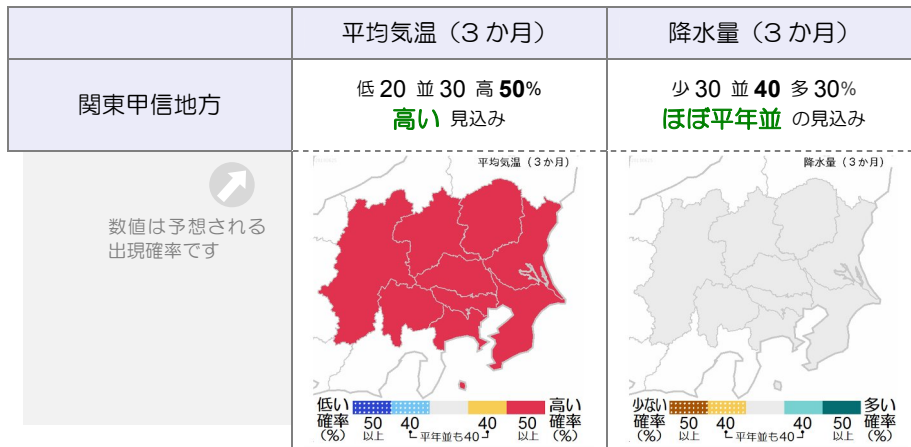 平均気温（3か月）
降水量（3か月）
関東甲信地方
低 20 並 30 高 50%
高い 見込み
少 30 並 40 多 30%
ほぼ平年並 の見込み
数値は予想される
出現確率です
平均気温（3か月）
低い
確率
（%）
50
以上
40
平年並も40
40
50
以上
高い
確率
（%）
降水量（3か月）
少ない
確率
（%）
50
以上
40
平年並も40
40
50
以上
多い
確率
（%）